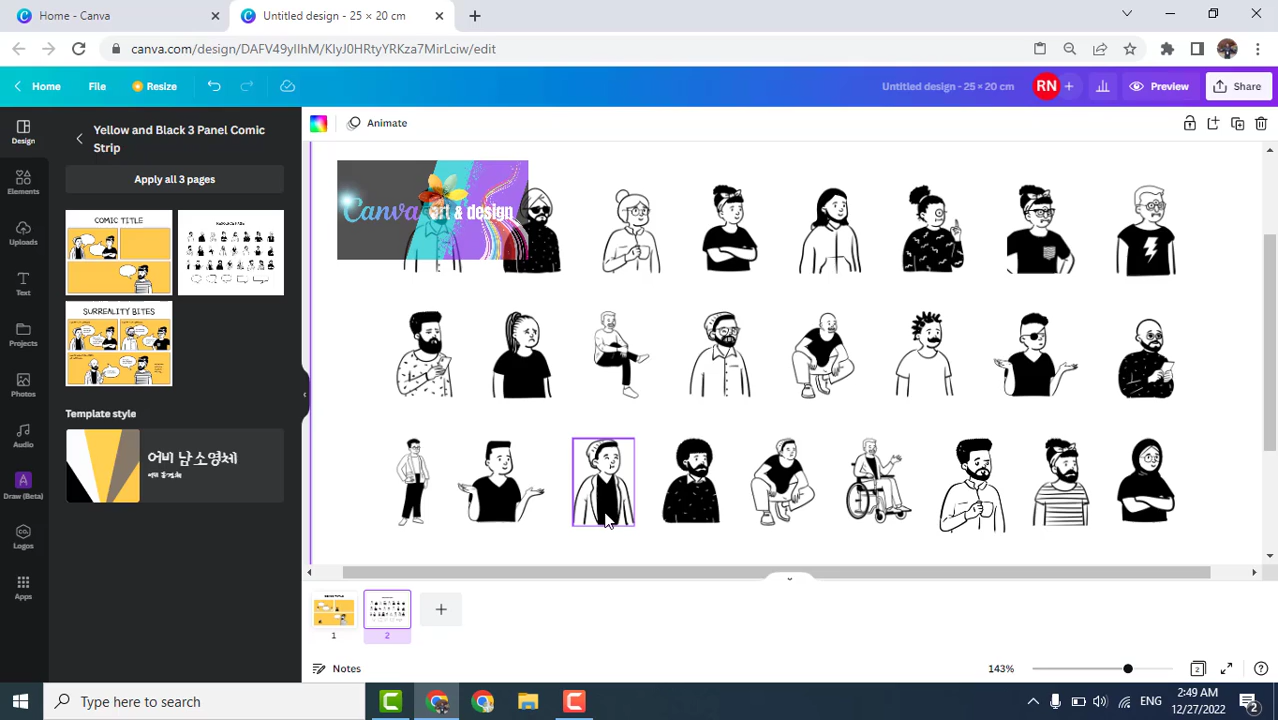 Home - Canva
Untitled design - 25 × 20 cm
canva.com/design/DAFV49yIIhM/KlyJ0HRtyYRKza7MirLciw/edit
Home
File
Resize
Untitled design - 25 × 20 cm
RN
Preview
Share
Design
Elements
Uploads
Text
Projects
Photos
Audio
Draw (Beta)
Logos
Apps
Yellow and Black 3 Panel Comic
Strip
Apply all 3 pages
COMIC TITLE
SURREALITY BITES
Template style
어비 남소영체
Animate
Canva art & design
1
2
Notes
143%
2
Type here to search
ENG
2:49 AM
12/27/2022
2